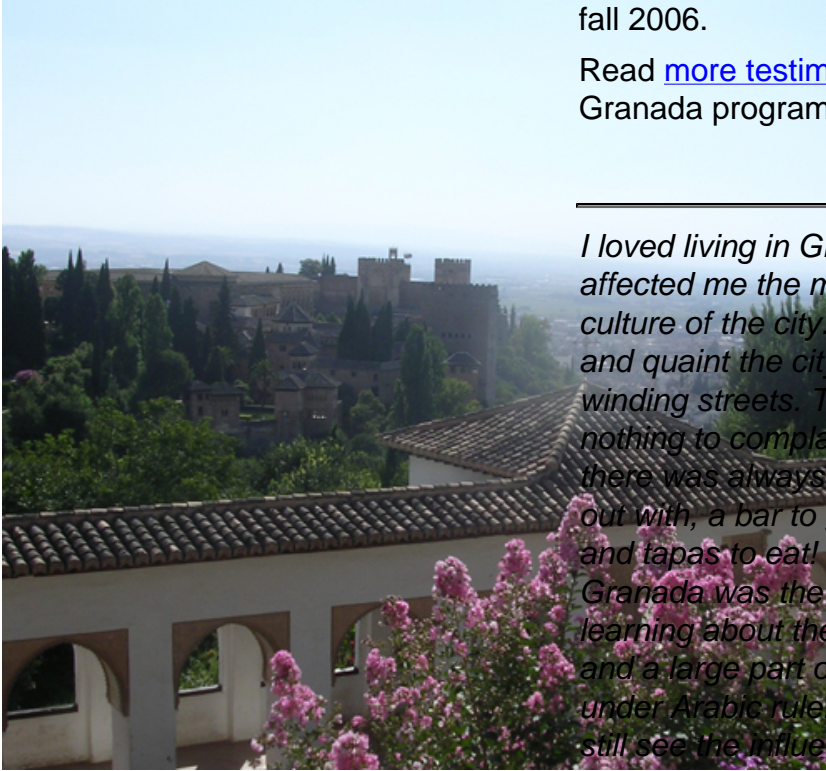 fall 2006.
Read more testim
Granada program
I loved living in G
affected me the m
culture of the city.
and quaint the cit
winding streets. T
nothing to compla
there was always
out with, a bar to
and tapas to eat!
Granada was the
learning about the
and a large part o
under Arabic rule
still see the influe